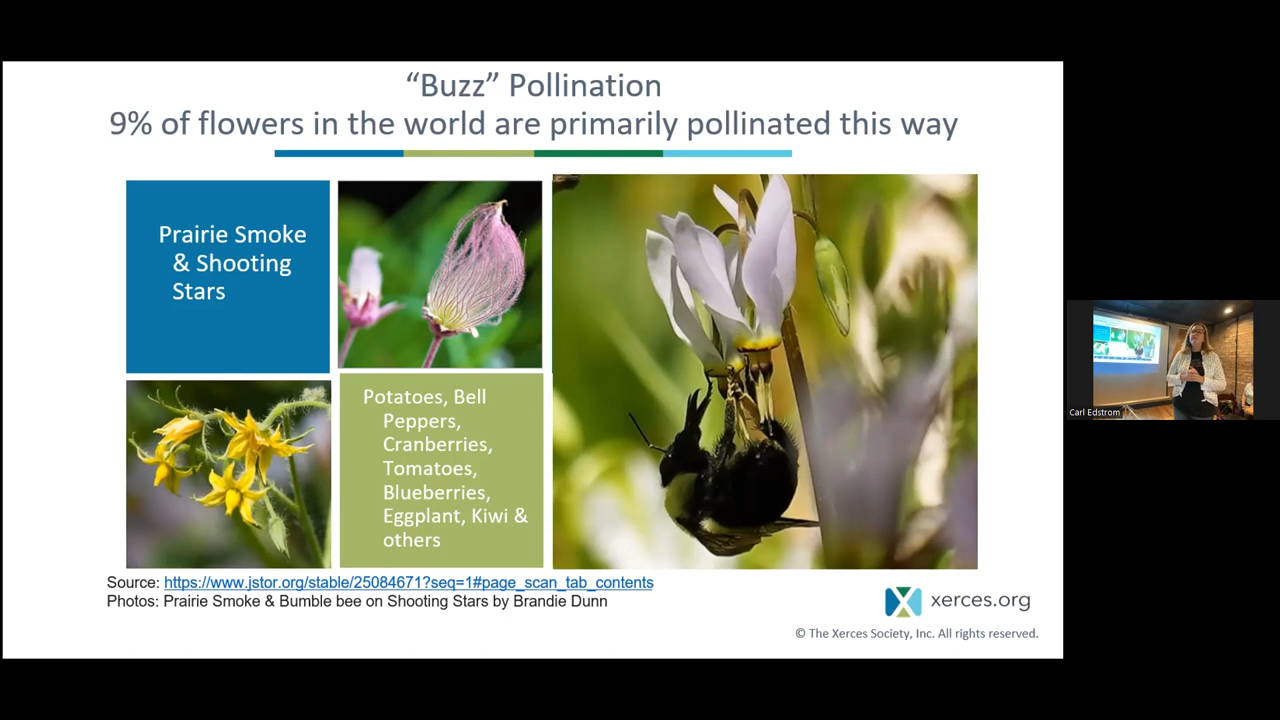 “Buzz” Pollination
9% of flowers in the world are primarily pollinated this way
Prairie Smoke
& Shooting
Stars
Potatoes, Bell
Peppers,
Cranberries,
Tomatoes,
Blueberries,
Eggplant, Kiwi &
others
Source: https://www.jstor.org/stable/25084671?seq=1#page_scan_tab_contents
Photos: Prairie Smoke & Bumble bee on Shooting Stars by Brandie Dunn
xerces.org
© The Xerces Society, Inc. All rights reserved.
Carl Edstrom